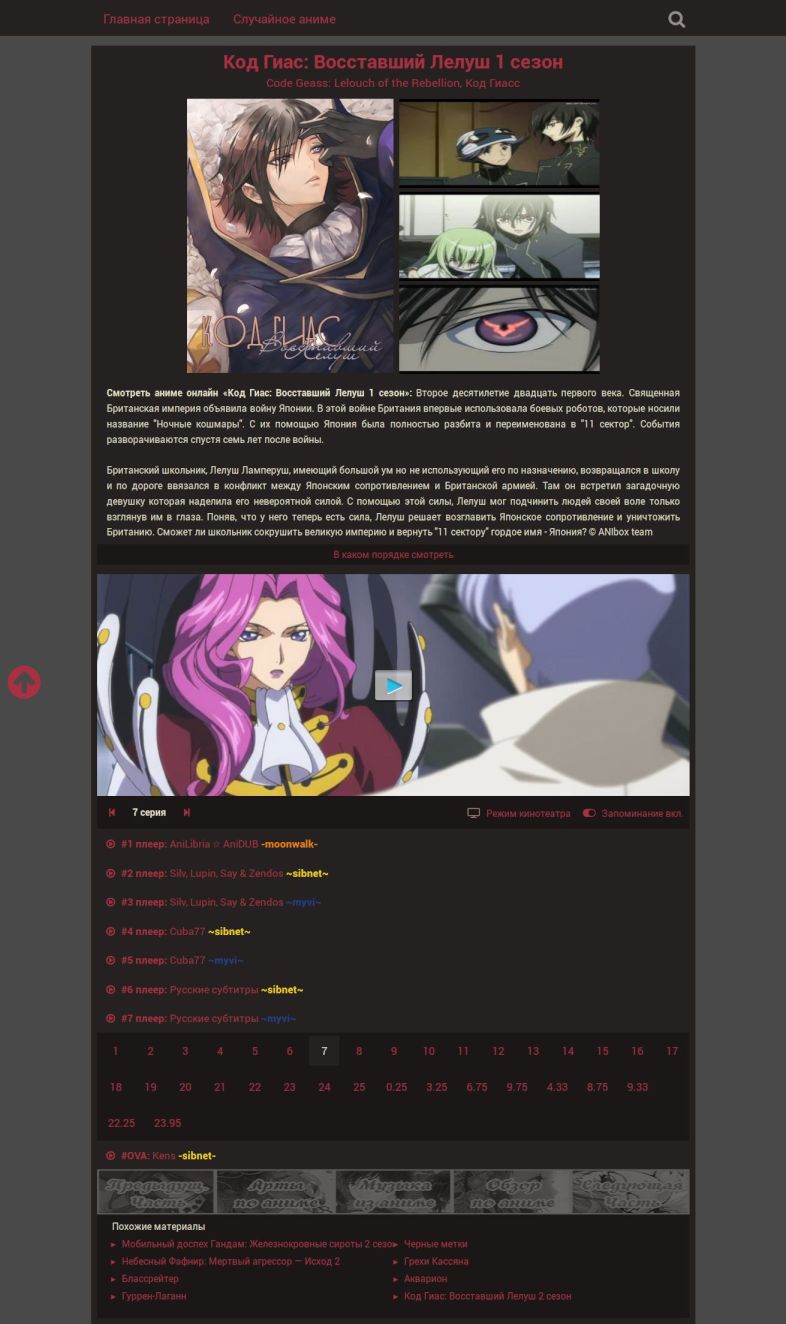 Главная страница Случайное аниме
Код Гиас: Восставший Лелуш 1 сезон
Code Geass: Lelouch of the Rebellion, Код Гиасс
КОД ГИАС
Восставший
Лелуш
Смотреть аниме онлайн «Код Гиас: Восставший Лелуш 1 сезон»: Второе десятилетие двадцать первого века. Священная
Британская империя объявила войну Японии. В этой войне Британия впервые использовала боевых роботов, которые носили
название "Ночные кошмары". С их помощью Япония была полностью разбита и переименована в "11 сектор". События
разворачиваются спустя семь лет после войны.
Британский школьник, Лелуш Ламперуш, имеющий большой ум но не использующий его по назначению, возвращался в школу
и по дороге ввязался в конфликт между Японским сопротивлением и Британской армией. Там он встретил загадочную
девушку которая наделила его невероятной силой. С помощью этой силы, Лелуш мог подчинить людей своей воле только
взглянув им в глаза. Поняв, что у него теперь есть сила, Лелуш решает возглавить Японское сопротивление и уничтожить
Британию. Сможет ли школьник сокрушить великую империю и вернуть "11 сектору" гордое имя - Япония? © ANIbox team
В каком порядке смотреть
7 серия Режим кинотеатра Запоминание вкл.
#1 плеер: AniLibria ☆ AniDUB -moonwalk-
#2 плеер: Silv, Lupin, Say & Zendos ~sibnet~
#3 плеер: Silv, Lupin, Say & Zendos ~myvi~
#4 плеер: Cuba77 ~sibnet~
#5 плеер: Cuba77 ~myvi~
#6 плеер: Русские субтитры ~sibnet~
#7 плеер: Русские субтитры ~myvi~
1 2 3 4 5 6 7 8 9 10 11 12 13 14 15 16 17
18 19 20 21 22 23 24 25 0.25 3.25 6.75 9.75 4.33 8.75 9.33
22.25 23.95
#OVA: Kens -sibnet-
Предыдущ. Арты Музыка Обзор Следующая
Часть по аниме из аниме по аниме Часть
Похожие материалы
Мобильный доспех Гандам: Железнокровные сироты 2 сезо Черные метки
Небесный Фафнир: Мертвый агрессор — Исход 2 Грехи Кассяна
Блассрейтер Акварион
Гуррен-Лаганн Код Гиас: Восставший Лелуш 2 сезон